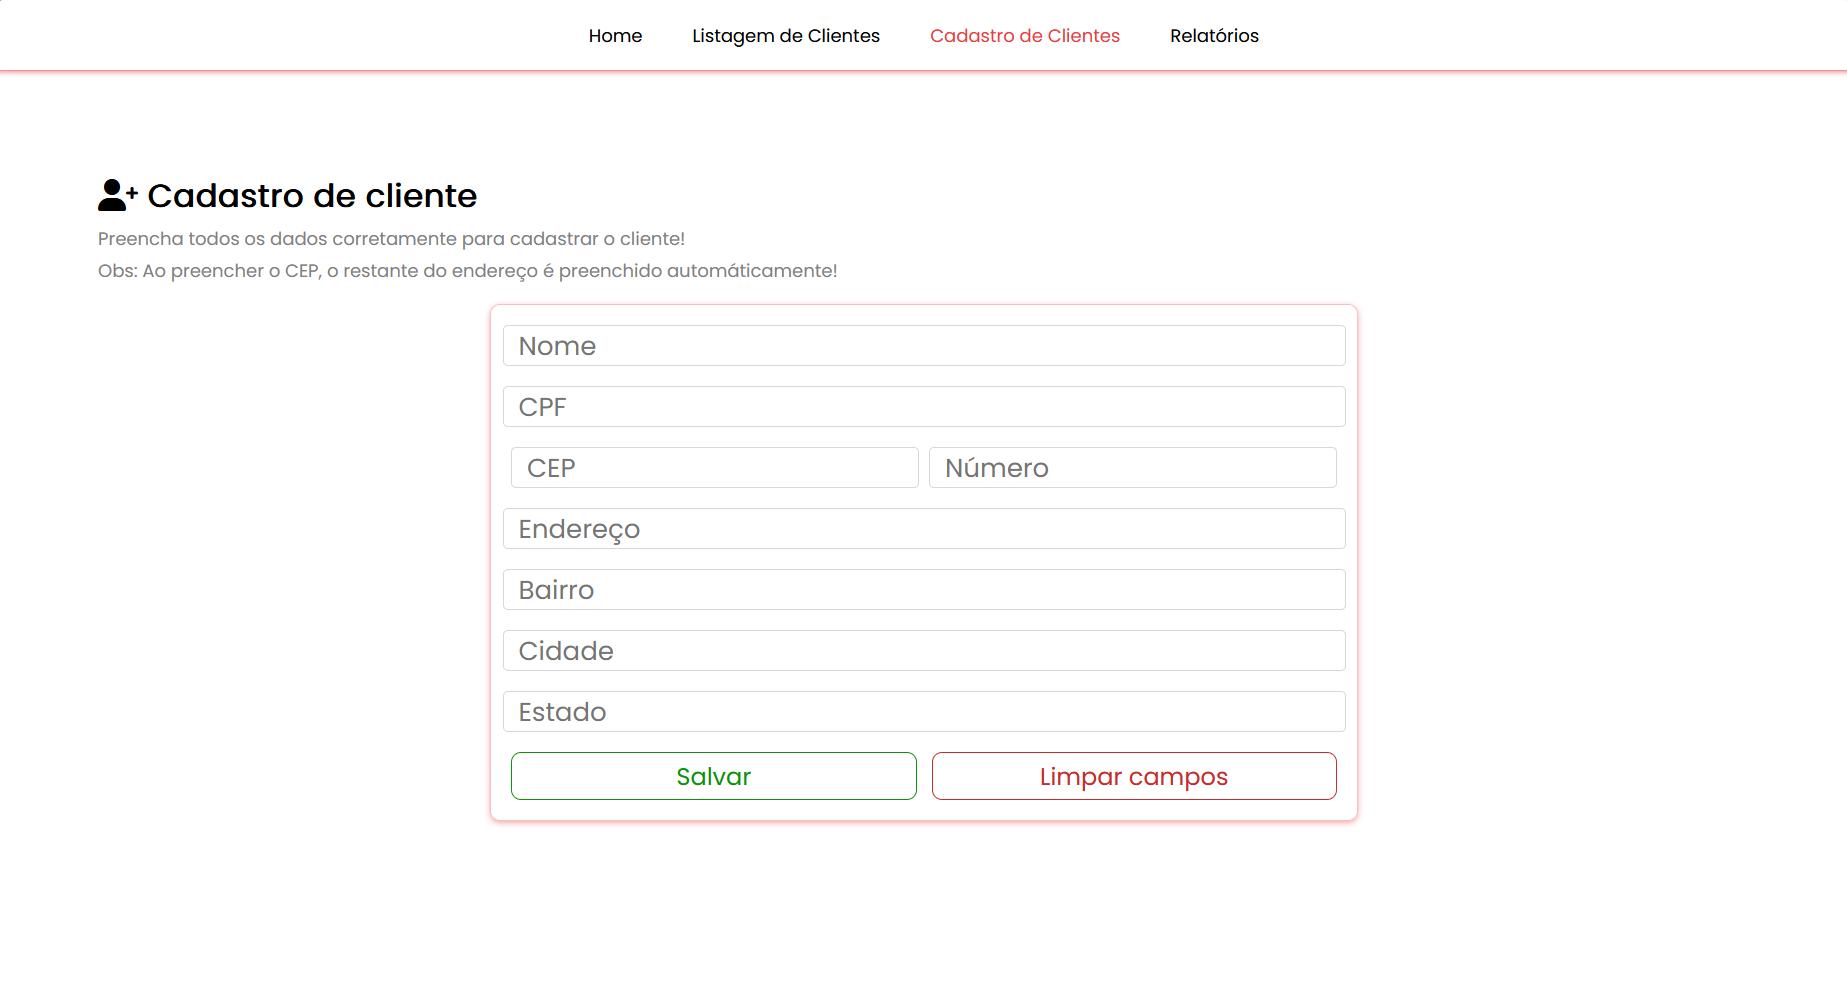 Home Listagem de Clientes Cadastro de Clientes Relatórios
Cadastro de cliente
Preencha todos os dados corretamente para cadastrar o cliente!
Obs: Ao preencher o CEP, o restante do endereço é preenchido automáticamente!
Nome
CPF
CEP Número
Endereço
Bairro
Cidade
Estado
Salvar Limpar campos